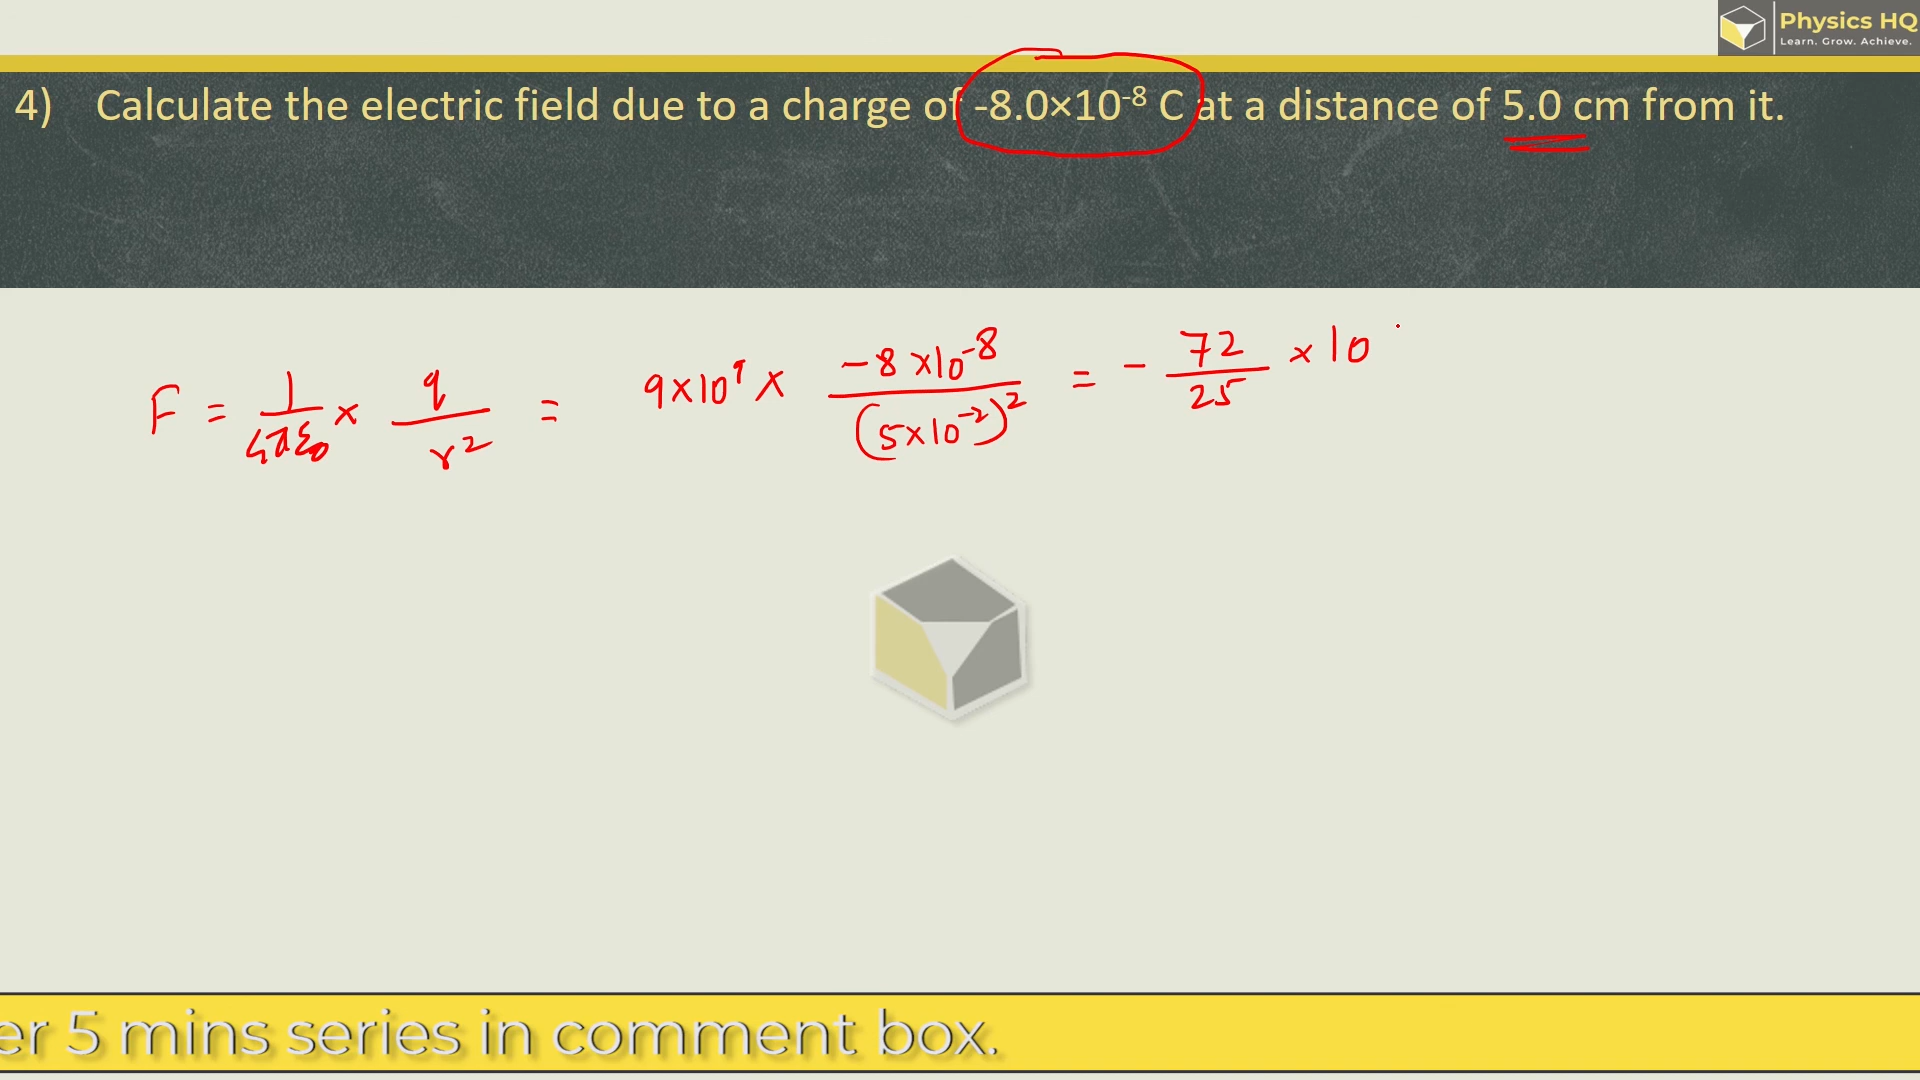 Physics HQ
Learn. Grow. Achieve.
4) Calculate the electric field due to a charge of -8.0×10⁻⁸ C at a distance of 5.0 cm from it.
F = 1/4πε₀ × q/r² = 9×10⁹ × -8×10⁻⁸/(5×10⁻²)² = - 72/25 × 10
er 5 mins series in comment box.